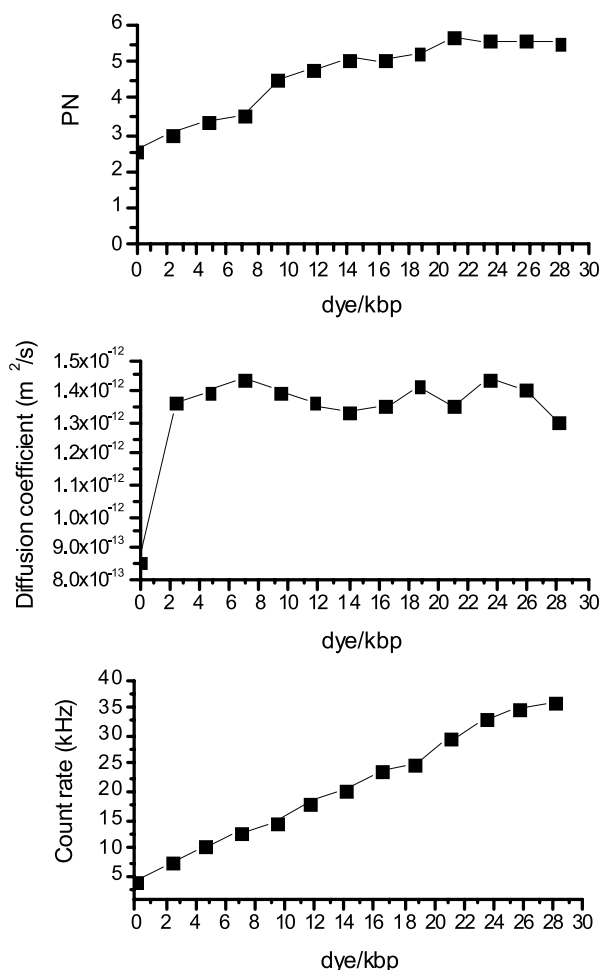 PN
6
5
4
3
2
1
0
0 2 4 6 8 10 12 14 16 18 20 22 24 26 28 30
dye/kbp
Diffusion coefficient (m ²/s)
1.5x10⁻¹²
1.4x10⁻¹²
1.3x10⁻¹²
1.2x10⁻¹²
1.1x10⁻¹²
1.0x10⁻¹²
9.0x10⁻¹³
8.0x10⁻¹³
0 2 4 6 8 10 12 14 16 18 20 22 24 26 28 30
dye/kbp
Count rate (kHz)
40
35
25
20
15
10
5
0 2 4 6 8 10 12 14 16 18 20 22 24 26 28 30
dye/kbp